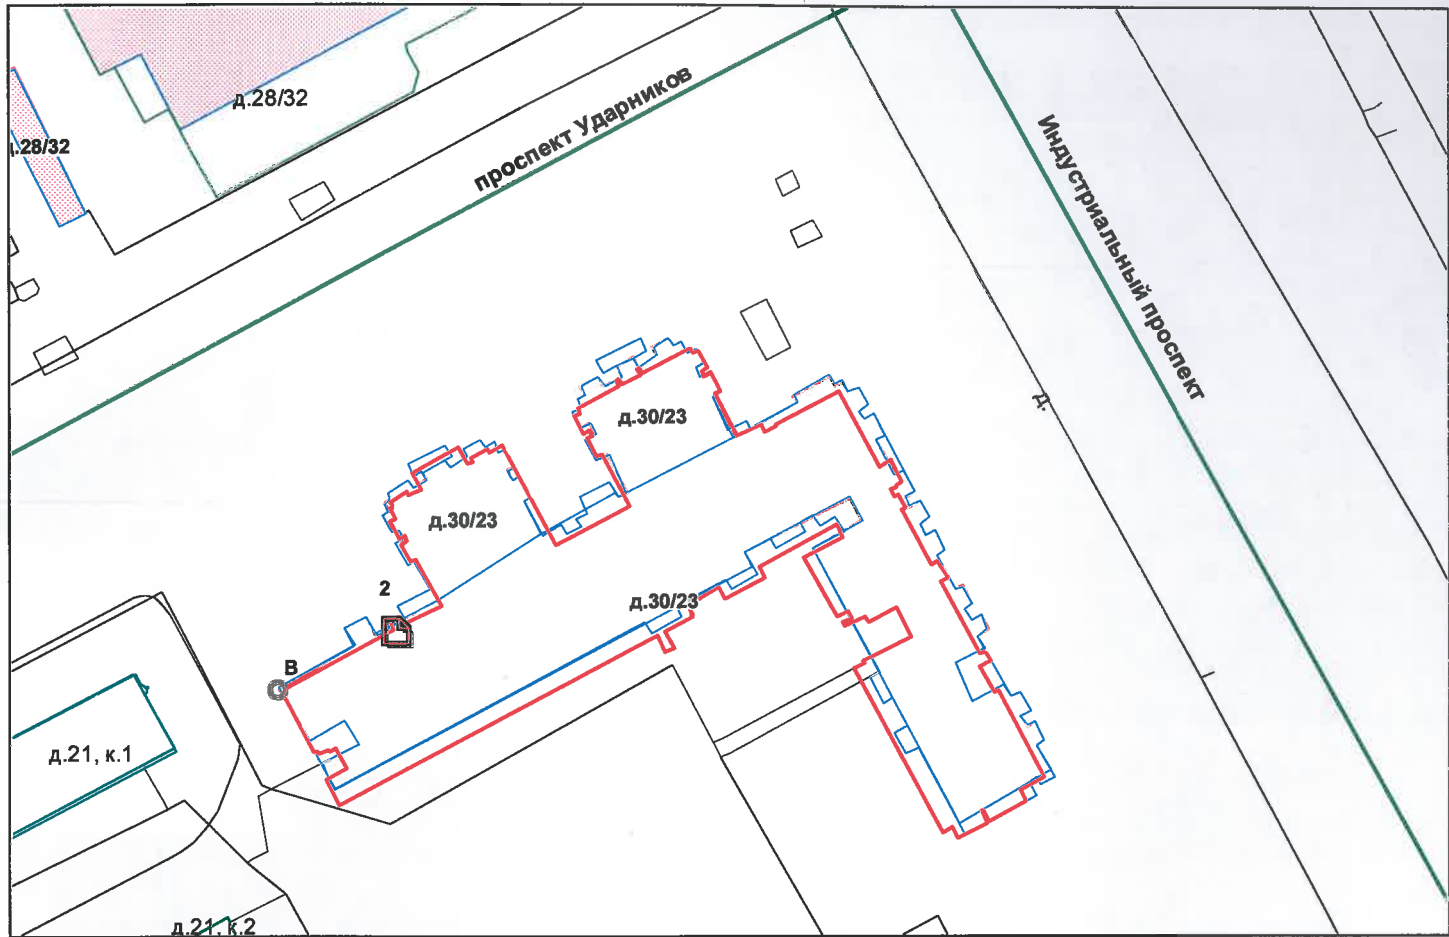 д.28/32
.28/32
проспект Ударников
Индустриальный проспект
д.
д.30/23
д.30/23
2
д.30/23
В
д.21, к.1
д.21, к.2